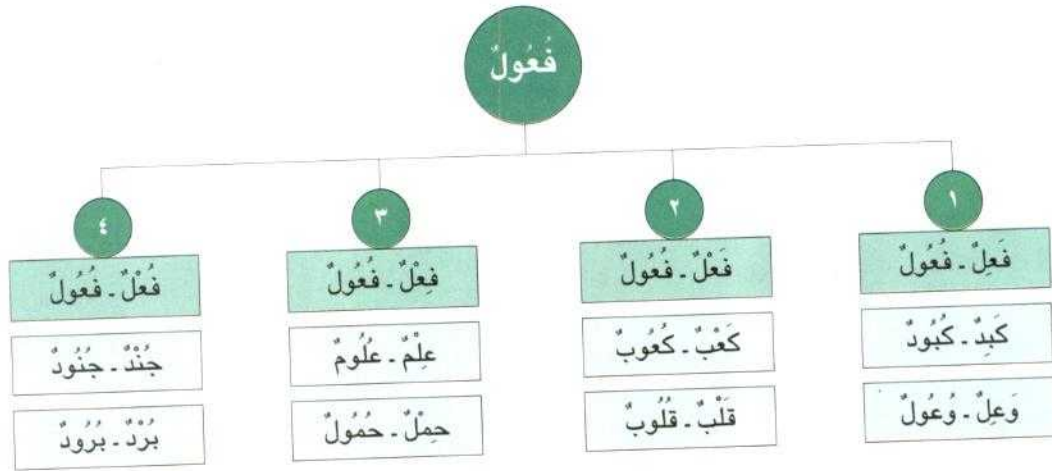 فُعُولٌ
١
فَعِلٌ - فُعُولٌ
كَبِدٌ - كُبُودٌ
وَعِلٌ - وُعُولٌ
٢
فَعْلٌ - فُعُولٌ
كَعْبٌ - كُعُوبٌ
قَلْبٌ - قُلُوبٌ
٣
فِعْلٌ - فُعُولٌ
عِلْمٌ - عُلُومٌ
حِمْلٌ - حُمُولٌ
٤
فُعْلٌ - فُعُولٌ
جُنْدٌ - جُنُودٌ
بُرْدٌ - بُرُودٌ